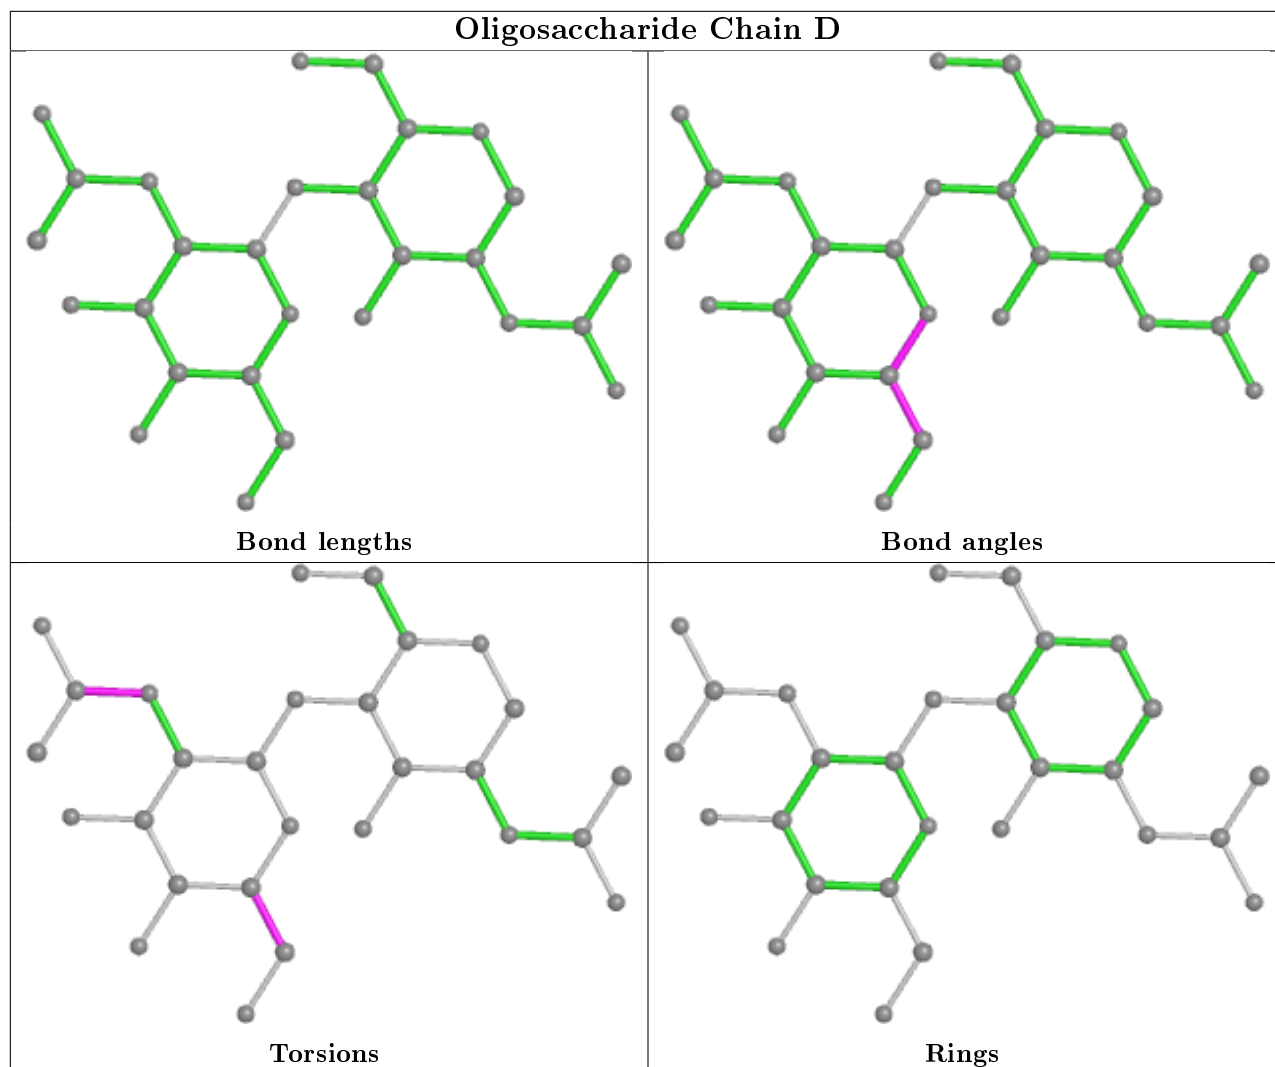 Oligosaccharide Chain D
Bond lengths
Bond angles
Torsions
Rings